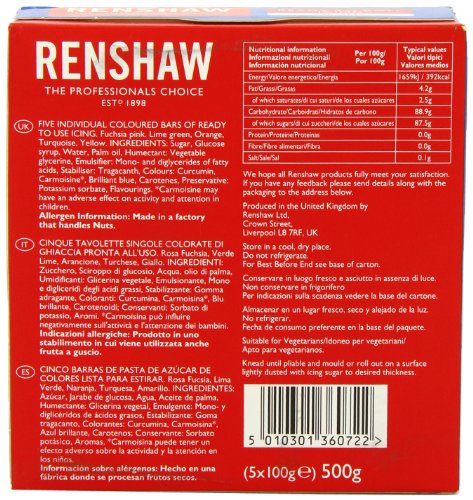 RENSHAW
THE PROFESSIONALS CHOICE
ESTD 1898
UK
FIVE INDIVIDUAL COLOURED BARS OF READY
TO USE ICING. Fuchsia pink, Lime green, Orange,
Turquoise, Yellow. INGREDIENTS: Sugar, Glucose
syrup, Water, Palm oil, Humectant: Vegetable
glycerine, Emulsifier: Mono- and diglycerides of fatty acids,
Stabiliser: Tragacanth, Colours: Curcumin,
Carmoisine*, Brilliant blue, Carotenes, Preservative:
Potassium sorbate, Flavourings. *Carmoisine may
have an adverse effect on activity and attention in
children.
Allergen Information: Made in a factory
that handles Nuts.
IT
CINQUE TAVOLETTE SINGOLE COLORATE DI
GHIACCIA PRONTA ALL'USO. Rosa Fuchsia, Verde
Lime, Arancione, Turchese, Giallo. INGREDIENTI:
Zucchero, Sciroppo di glucosio, Acqua, olio di palma,
Umidificanti: Glicerina vegetale, Emulsionante, Mono
e digliceridi degli acidi grassi, Stabilizzante: Gomma
adragante, Coloranti: Curcumina, Carmoisina*, Blu
brillante, Carotenoidi; Conservanti: Sorbato di
potassio, Aromi. *Carmoisina può influire
negativamente sull'attività e l'attenzione dei bambini.
Indicazioni allergiche: Prodotto in uno
stabilimento in cui viene utilizzata anche
frutta a guscio.
ES
CINCO BARRAS DE PASTA DE AZÚCAR DE
COLORES LISTA PARA ESTIRAR. Rosa Fucsia, Lima
Verde, Naranja, Turquesa, Amarillo. INGREDIENTES:
Azúcar, Jarabe de glucosa, Agua, Aceite de palma,
Humectante: Glicerina vegetal, Emulgente: Mono- y
diglicéridos de ácidos grasos, Estabilizante: Goma
tragacanto, Colorantes: Curcumina, Carmoisina*,
Azul brillante, Carotenos; Conservante: Sorbato
potásico, Aromas. *Carmoisina puede tener un
efecto adverso sobre la actividad y la atención en
los niños.
Información sobre alérgenos: Hecho en una
fábrica donde se procesan frutos secos.
Nutritional information
Informazioni nutrizionali
Información nutricional
Per 100g/
Por 100g:
Typical values
Valori tipici
Valores medios
Energy/Valore energetico/Energia 1659kJ / 392kcal
Fat/Grassi/Grasas 4.2g
of which saturates/di cui saturi/de los cuales azúcares 2.5g
Carbohydrate/Carboidrati/Hidratos de carbono 88.9g
of which sugars/di cui zuccheri/de los cuales azúcares 87.5g
Protein/Proteine/Proteínas 0.0g
Fibre/Fibre alimentari/Fibra 0.0g
Salt/Sale/Sal 0.1g
We hope all Renshaw products fully meet your satisfaction.
If you have any feedback please send details along with the
packaging to the address below.
Produced in the United Kingdom by
Renshaw Ltd,
Crown Street,
Liverpool L8 7RF, UK
Store in a cool, dry place.
Do not refrigerate.
For Best Before End see base of carton.
Conservare in luogo fresco e asciutto in assenza di luce.
Non conservare in frigorifero
Per indicazioni sulla scadenza vedere la base del cartone.
Almacenar en un lugar fresco, seco y alejado de la luz.
No refrigerar.
Fecha de consumo preferente en la base del cartón.
Suitable for Vegetarians/Idoneo per vegetariani/
Apto para vegetarianos.
Knead until pliable and mould or roll out on a surface
lightly dusted with icing sugar to desired thickness.
5 010301 360722 >
(5x100g℮) 500g